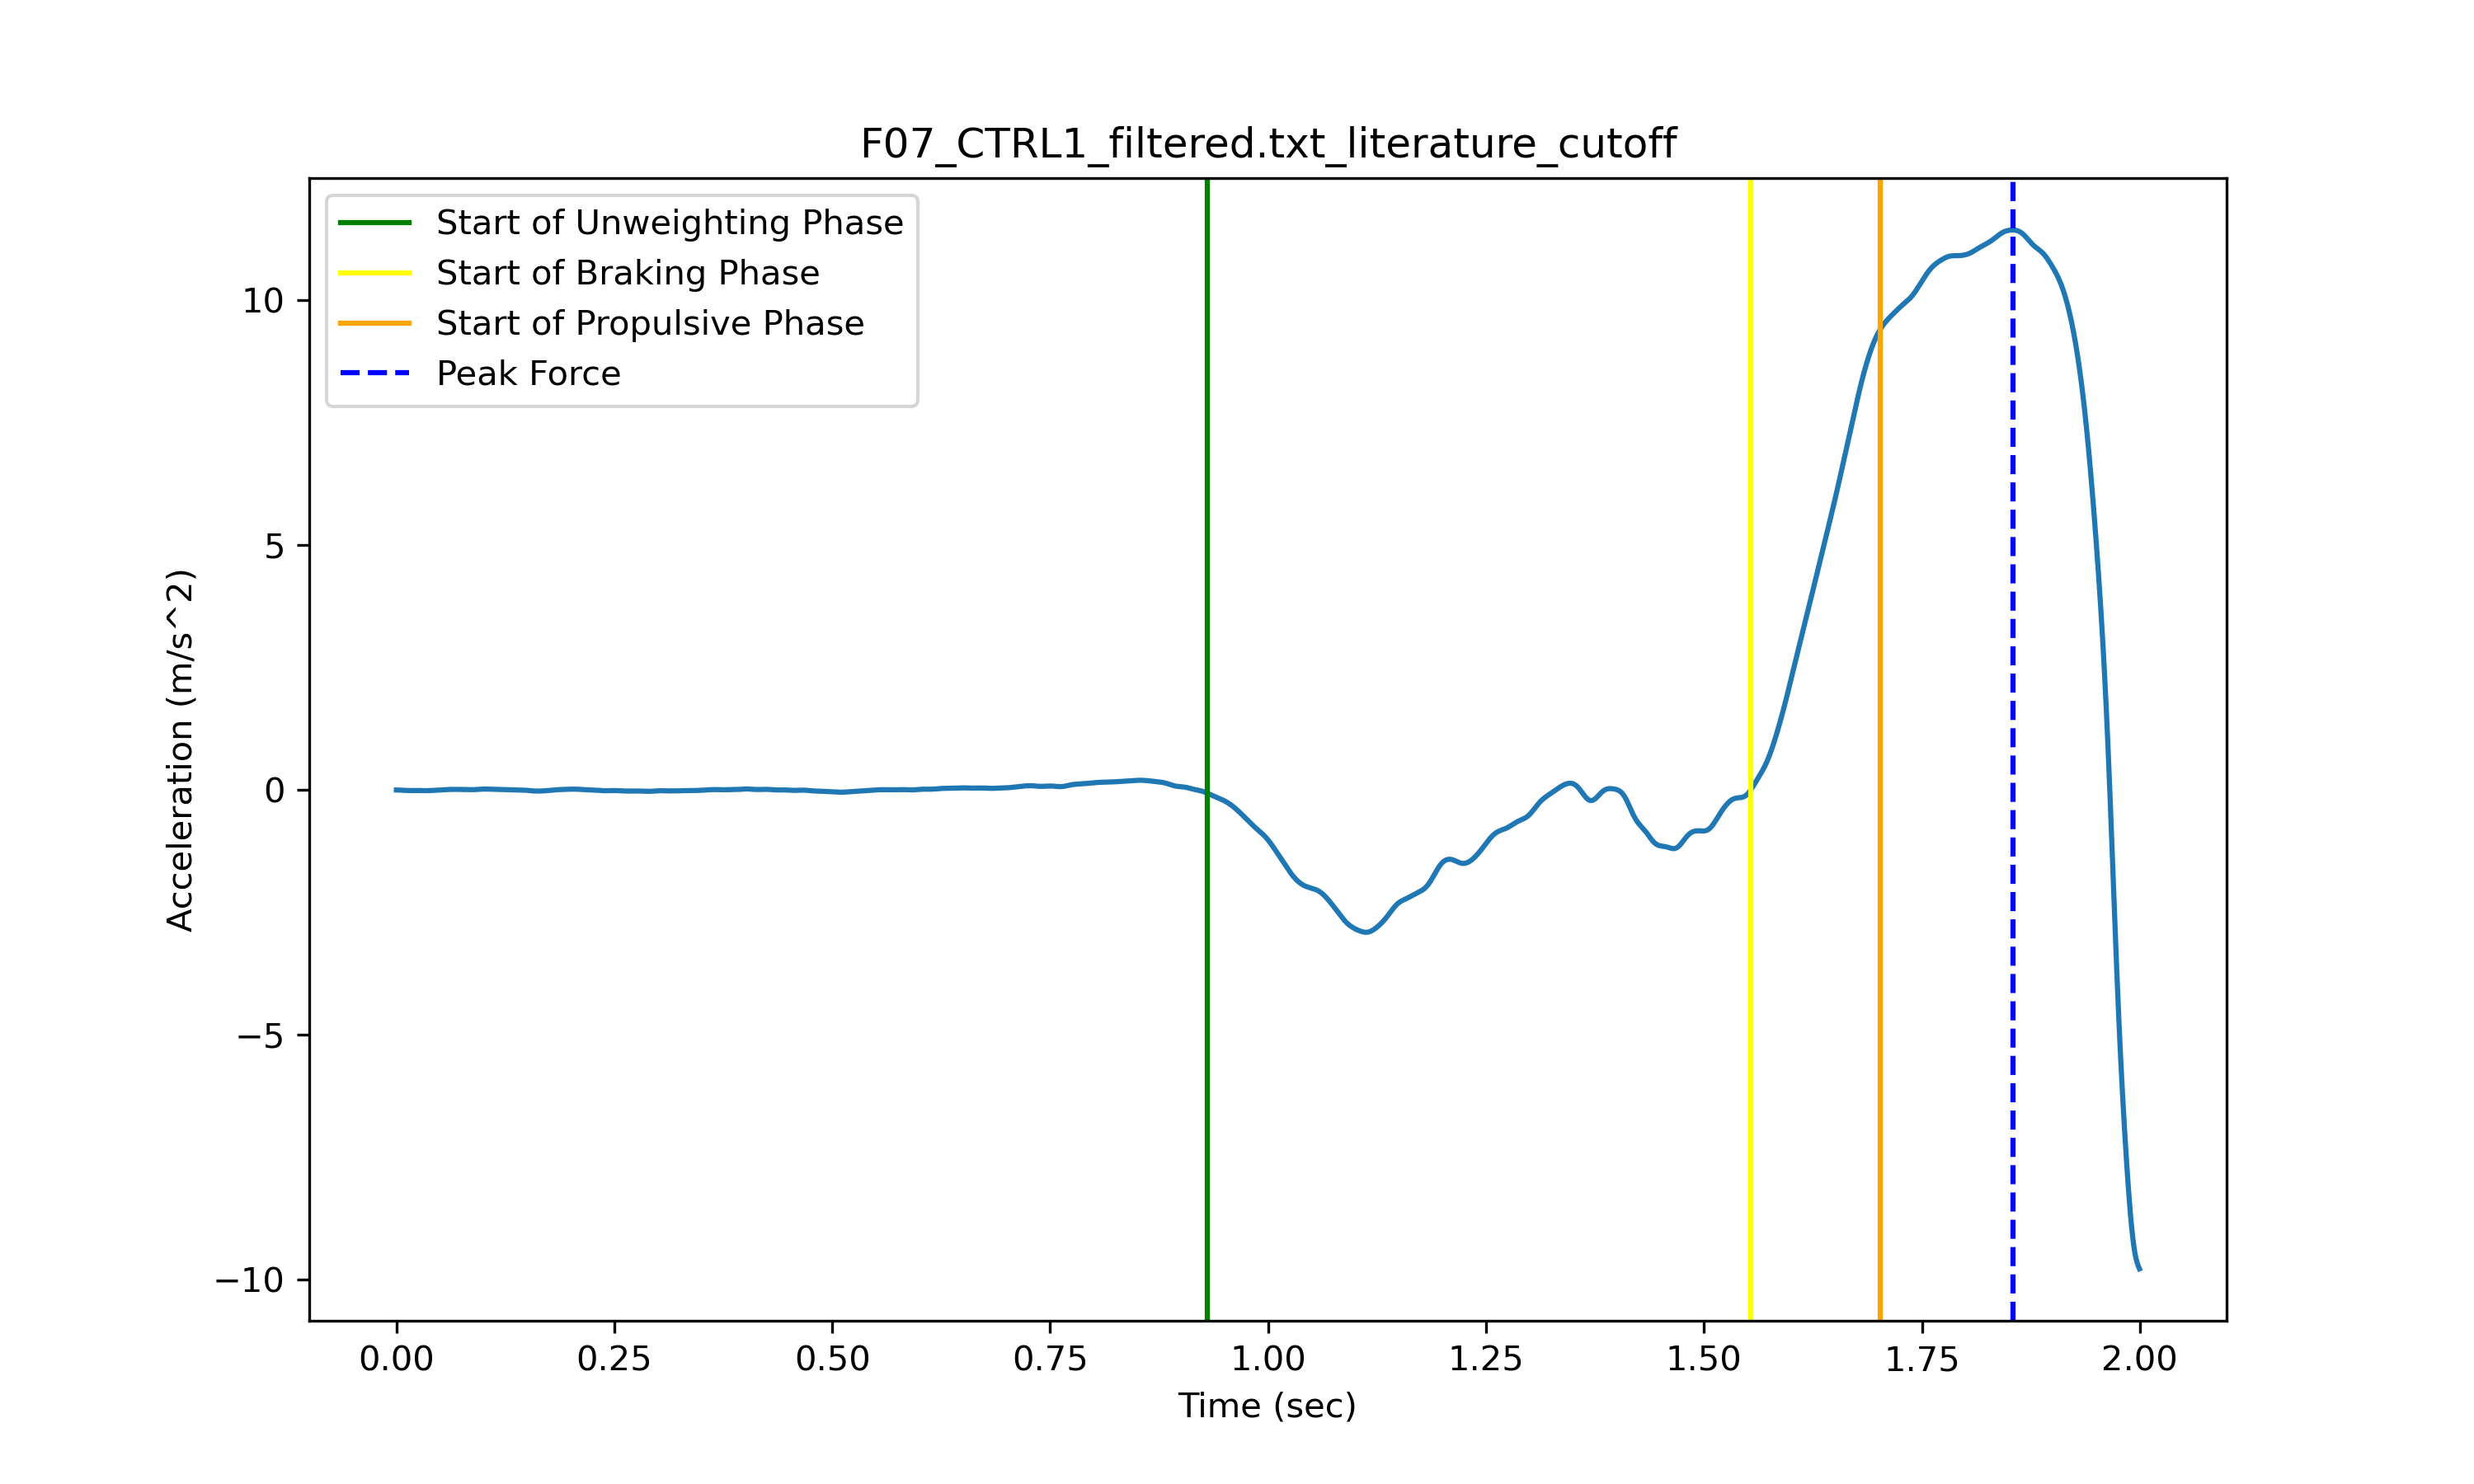 F07_CTRL1_filtered.txt_literature_cutoff
Start of Unweighting Phase
Start of Braking Phase
Start of Propulsive Phase
Peak Force
10
5
0
−5
−10
Acceleration (m/s^2)
0.00 0.25 0.50 0.75 1.00 1.25 1.50 1.75 2.00
Time (sec)